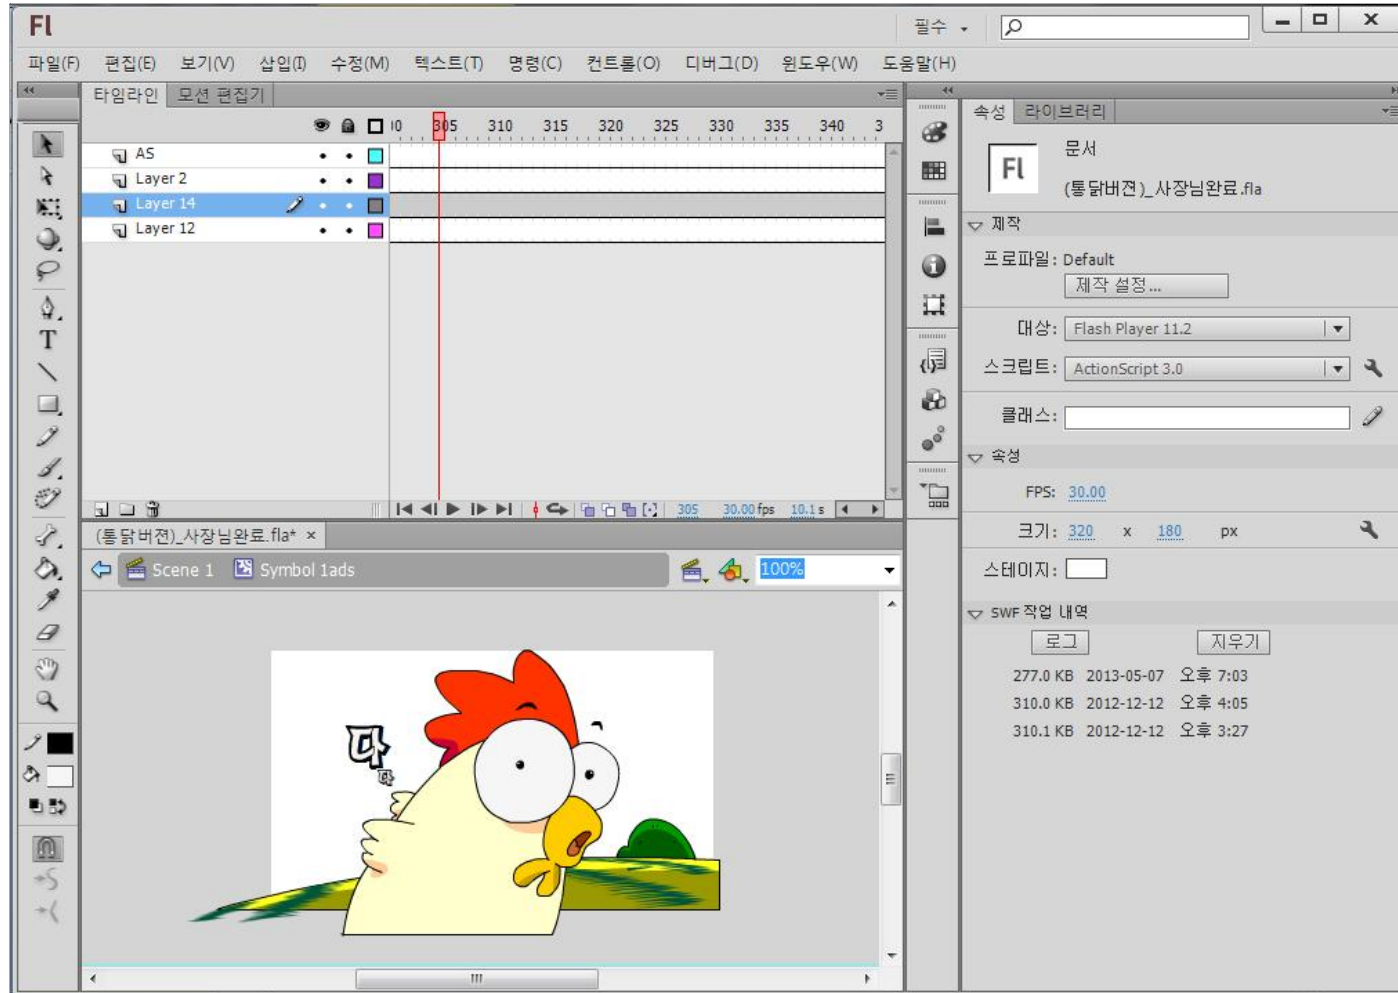 Fl
필수
파일(F) 편집(E) 보기(V) 삽입(I) 수정(M) 텍스트(T) 명령(C) 컨트롤(O) 디버그(D) 윈도우(W) 도움말(H)
타임라인 모션 편집기
305 310 315 320 325 330 335 340 3
AS
Layer 2
Layer 14
Layer 12
305 30.00 fps 10.1 s
(통닭버젼)_사장님완료.fla* ×
Scene 1 Symbol 1ads 100%
다
다
속성 라이브러리
Fl
문서
(통닭버젼)_사장님완료.fla
제작
프로파일: Default
제작 설정...
대상: Flash Player 11.2
스크립트: ActionScript 3.0
클래스:
속성
FPS: 30.00
크기: 320 x 180 px
스테이지:
SWF 작업 내역
로그 지우기
277.0 KB 2013-05-07 오후 7:03
310.0 KB 2012-12-12 오후 4:05
310.1 KB 2012-12-12 오후 3:27